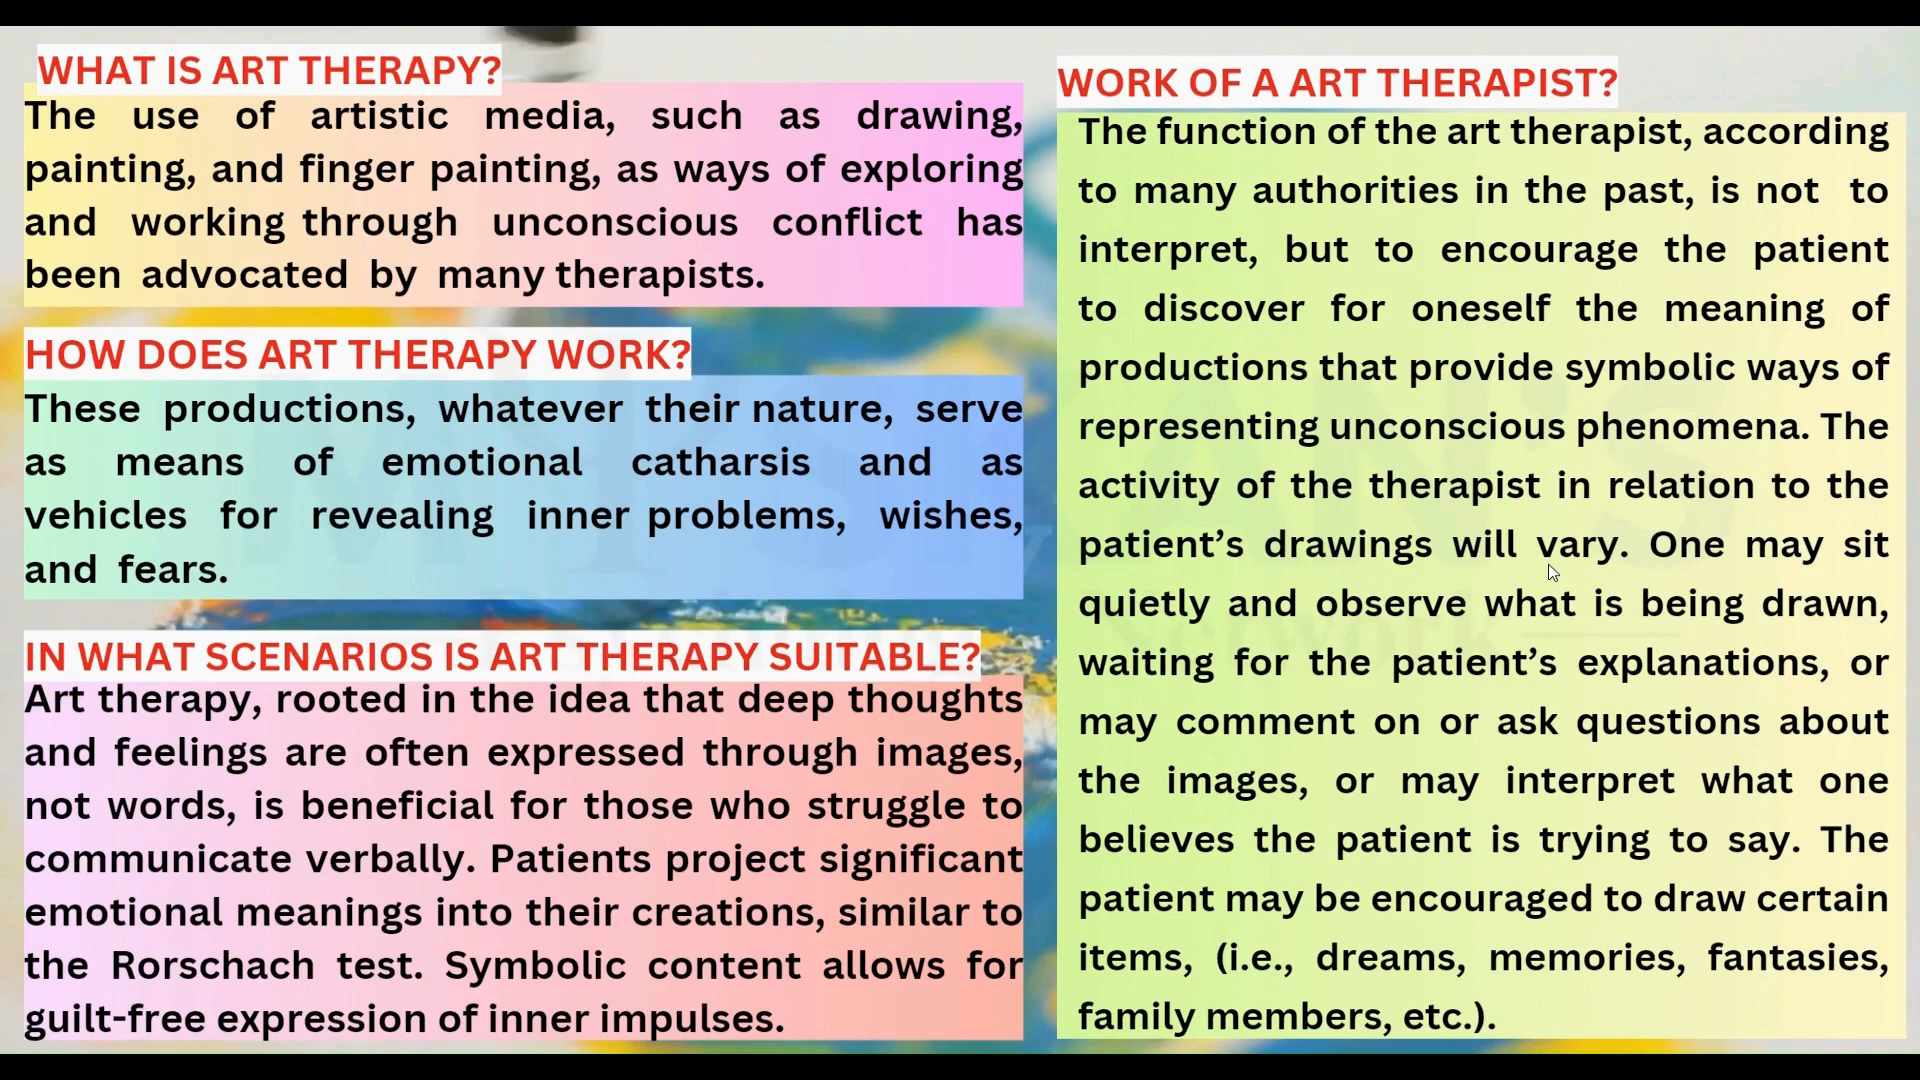 WHAT IS ART THERAPY?
The use of artistic media, such as drawing,
painting, and finger painting, as ways of exploring
and working through unconscious conflict has
been advocated by many therapists.
HOW DOES ART THERAPY WORK?
These productions, whatever their nature, serve
as means of emotional catharsis and as
vehicles for revealing inner problems, wishes,
and fears.
IN WHAT SCENARIOS IS ART THERAPY SUITABLE?
Art therapy, rooted in the idea that deep thoughts
and feelings are often expressed through images,
not words, is beneficial for those who struggle to
communicate verbally. Patients project significant
emotional meanings into their creations, similar to
the Rorschach test. Symbolic content allows for
guilt-free expression of inner impulses.
WORK OF A ART THERAPIST?
The function of the art therapist, according
to many authorities in the past, is not to
interpret, but to encourage the patient
to discover for oneself the meaning of
productions that provide symbolic ways of
representing unconscious phenomena. The
activity of the therapist in relation to the
patient’s drawings will vary. One may sit
quietly and observe what is being drawn,
waiting for the patient’s explanations, or
may comment on or ask questions about
the images, or may interpret what one
believes the patient is trying to say. The
patient may be encouraged to draw certain
items, (i.e., dreams, memories, fantasies,
family members, etc.).